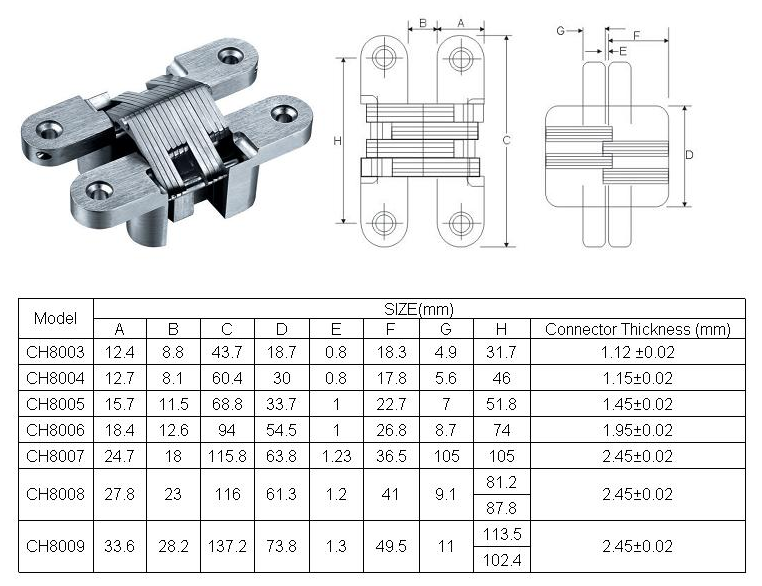 G B A F
E
H C D
Model SIZE(mm)
A B C D E F G H Connector Thickness (mm)
CH8003 12.4 8.8 43.7 18.7 0.8 18.3 4.9 31.7 1.12 ±0.02
CH8004 12.7 8.1 60.4 30 0.8 17.8 5.6 46 1.15±0.02
CH8005 15.7 11.5 68.8 33.7 1 22.7 7 51.8 1.45±0.02
CH8006 18.4 12.6 94 54.5 1 26.8 8.7 74 1.95±0.02
CH8007 24.7 18 115.8 63.8 1.23 36.5 105 105 2.45±0.02
CH8008 27.8 23 116 61.3 1.2 41 9.1 81.2 2.45±0.02
87.8
CH8009 33.6 28.2 137.2 73.8 1.3 49.5 11 113.5 2.45±0.02
102.4